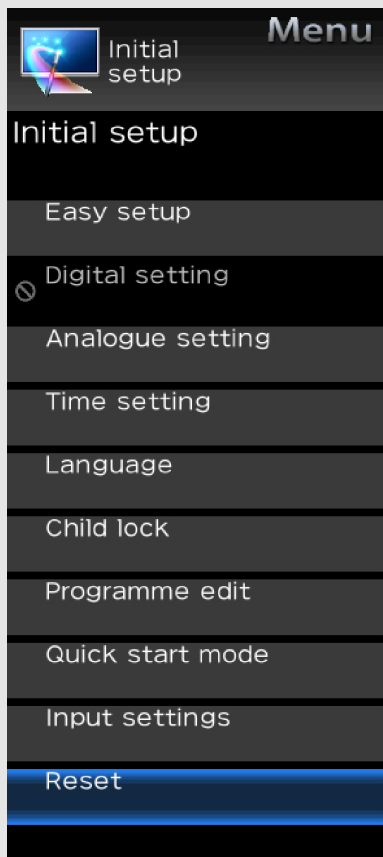 Menu
Initial
setup
Initial setup
Easy setup
Digital setting
Analogue setting
Time setting
Language
Child lock
Programme edit
Quick start mode
Input settings
Reset